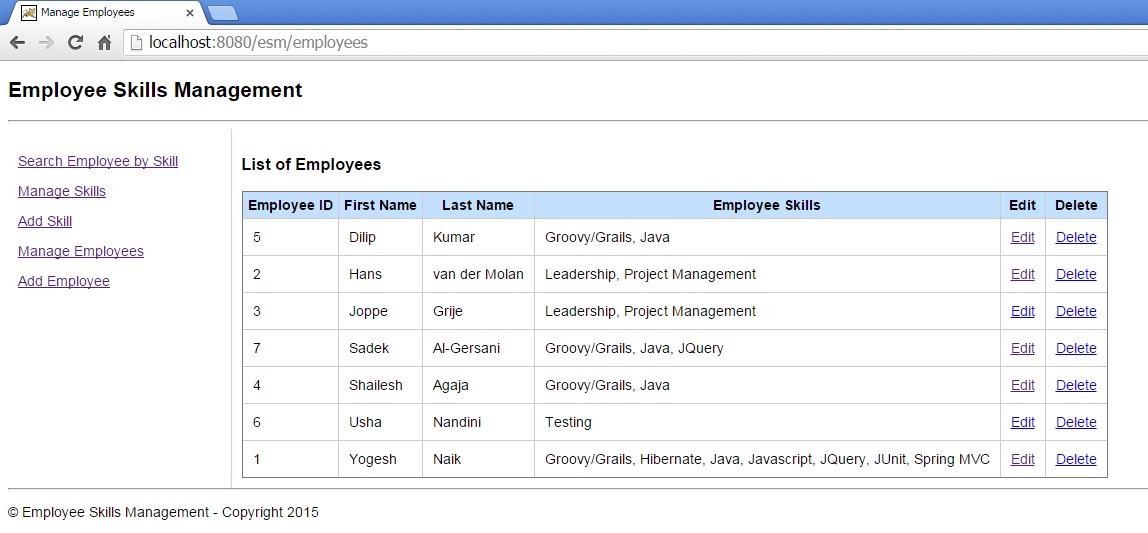 Manage Employees
localhost:8080/esm/employees
Employee Skills Management
Search Employee by Skill
Manage Skills
Add Skill
Manage Employees
Add Employee
List of Employees
Employee ID First Name Last Name Employee Skills Edit Delete
5 Dilip Kumar Groovy/Grails, Java Edit Delete
2 Hans van der Molan Leadership, Project Management Edit Delete
3 Joppe Grije Leadership, Project Management Edit Delete
7 Sadek Al-Gersani Groovy/Grails, Java, JQuery Edit Delete
4 Shailesh Agaja Groovy/Grails, Java Edit Delete
6 Usha Nandini Testing Edit Delete
1 Yogesh Naik Groovy/Grails, Hibernate, Java, Javascript, JQuery, JUnit, Spring MVC Edit Delete
© Employee Skills Management - Copyright 2015